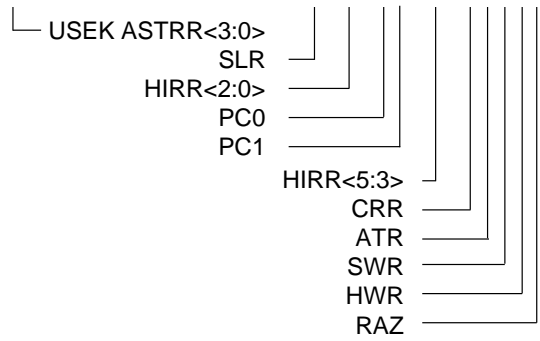 USEK ASTRR<3:0>
SLR
HIRR<2:0>
PC0
PC1
HIRR<5:3>
CRR
ATR
SWR
HWR
RAZ